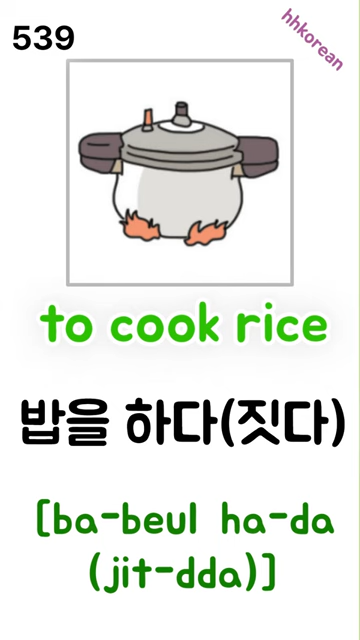 539
hhkorean
to cook rice
밥을 하다(짓다)
[ba-beul ha-da
(jit-dda)]